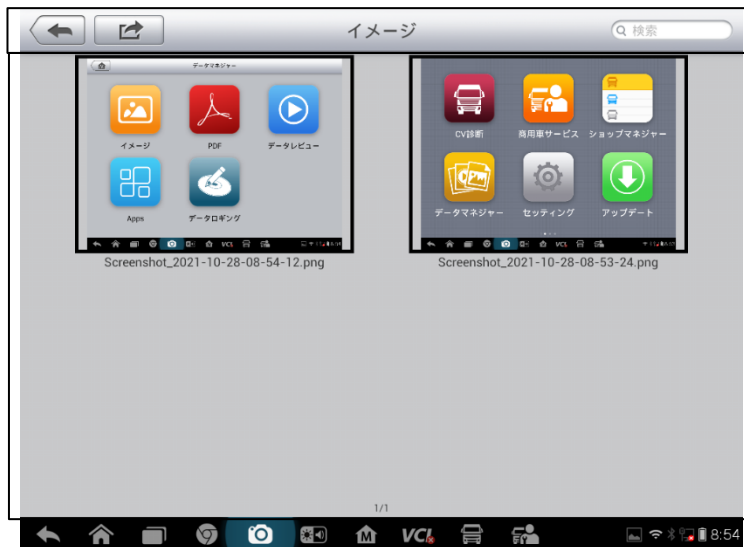 イメージ
検索
データマネジャー
イメージ
PDF
データレビュー
Apps
データロギング
VCI
Screenshot_2021-10-28-08-54-12.png
CV診断
商用車サービス
ショップマネジャー
データマネジャー
セッティング
アップデート
VCI
Screenshot_2021-10-28-08-53-24.png
1/1
M
VCI
8:54